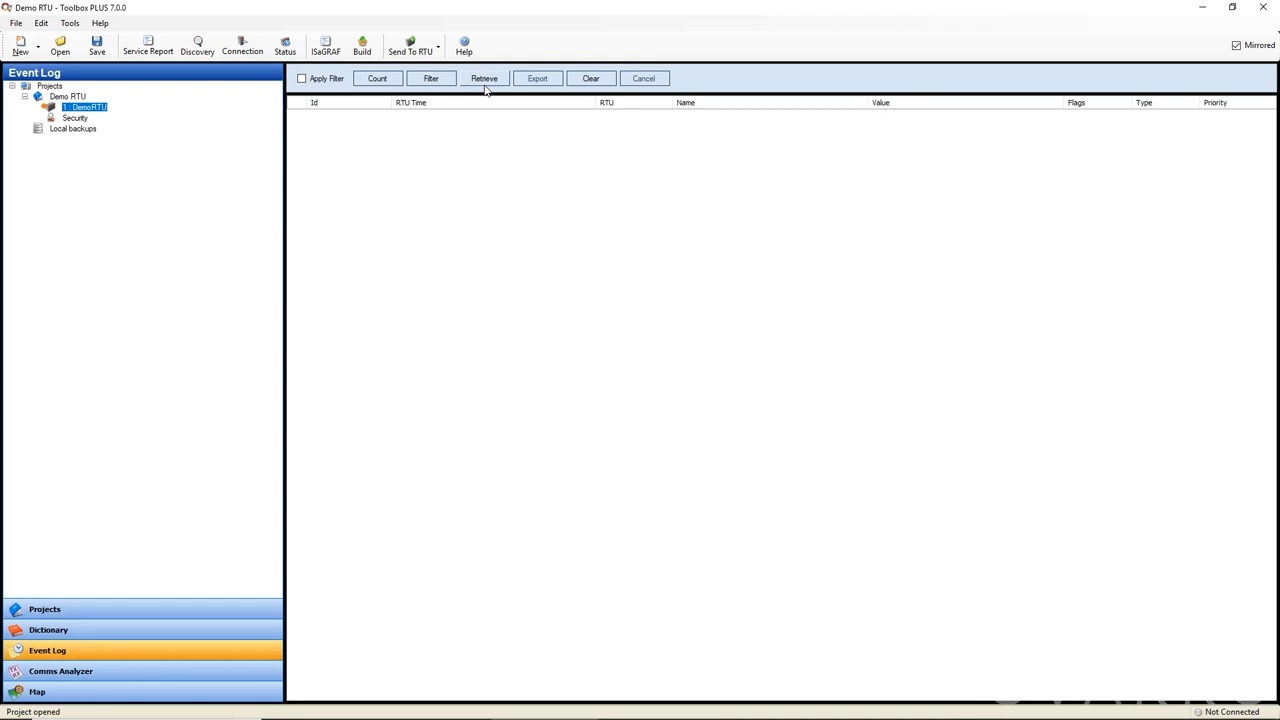 Demo RTU - Toolbox PLUS 7.0.0
File Edit Tools Help
New Open Save Service Report Discovery Connection Status ISaGRAF Build Send To RTU Help Mirrored
Event Log
Projects
Demo RTU
1 : DemoRTU
Security
Local backups
Apply Filter Count Filter Retrieve Export Clear Cancel
Id RTU Time RTU Name Value Flags Type Priority
Projects
Dictionary
Event Log
Comms Analyzer
Map
Project opened
Not Connected